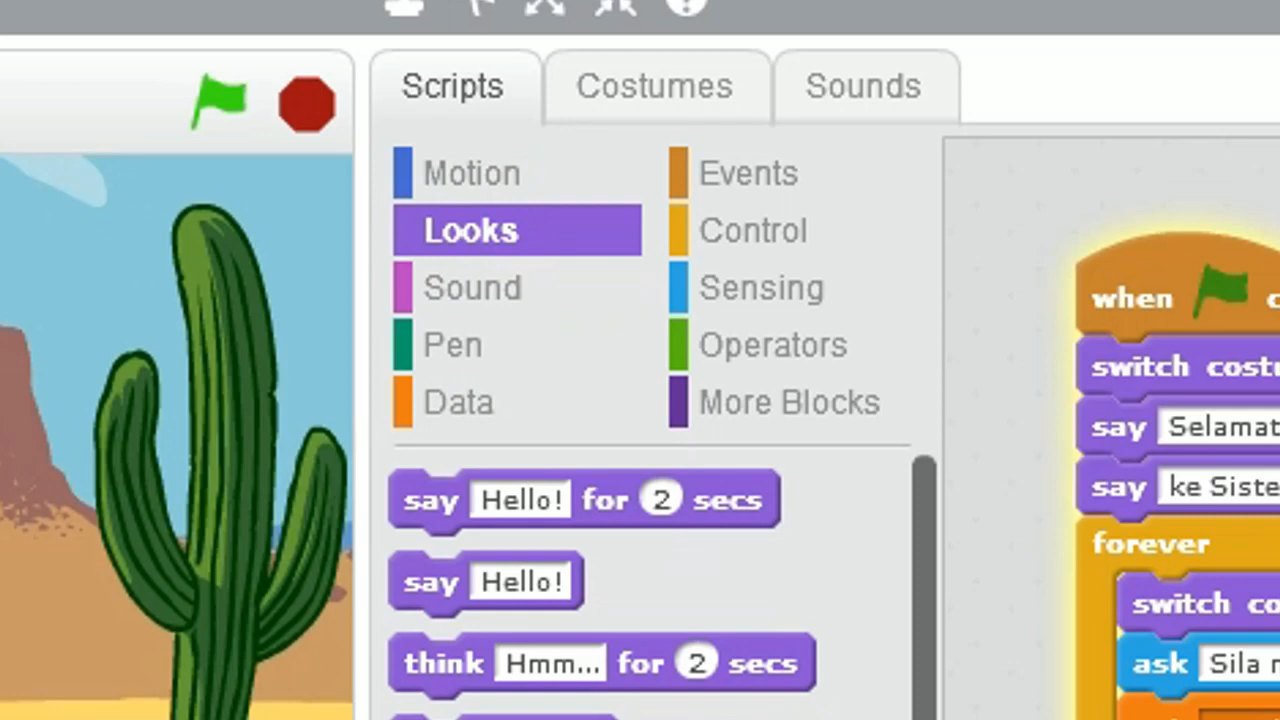 Scripts Costumes Sounds
Motion Events
Looks Control
Sound Sensing
Pen Operators
Data More Blocks
say Hello! for 2 secs
say Hello!
think Hmm... for 2 secs
when
switch
say Selamat
say ke
forever
switch
ask Sila